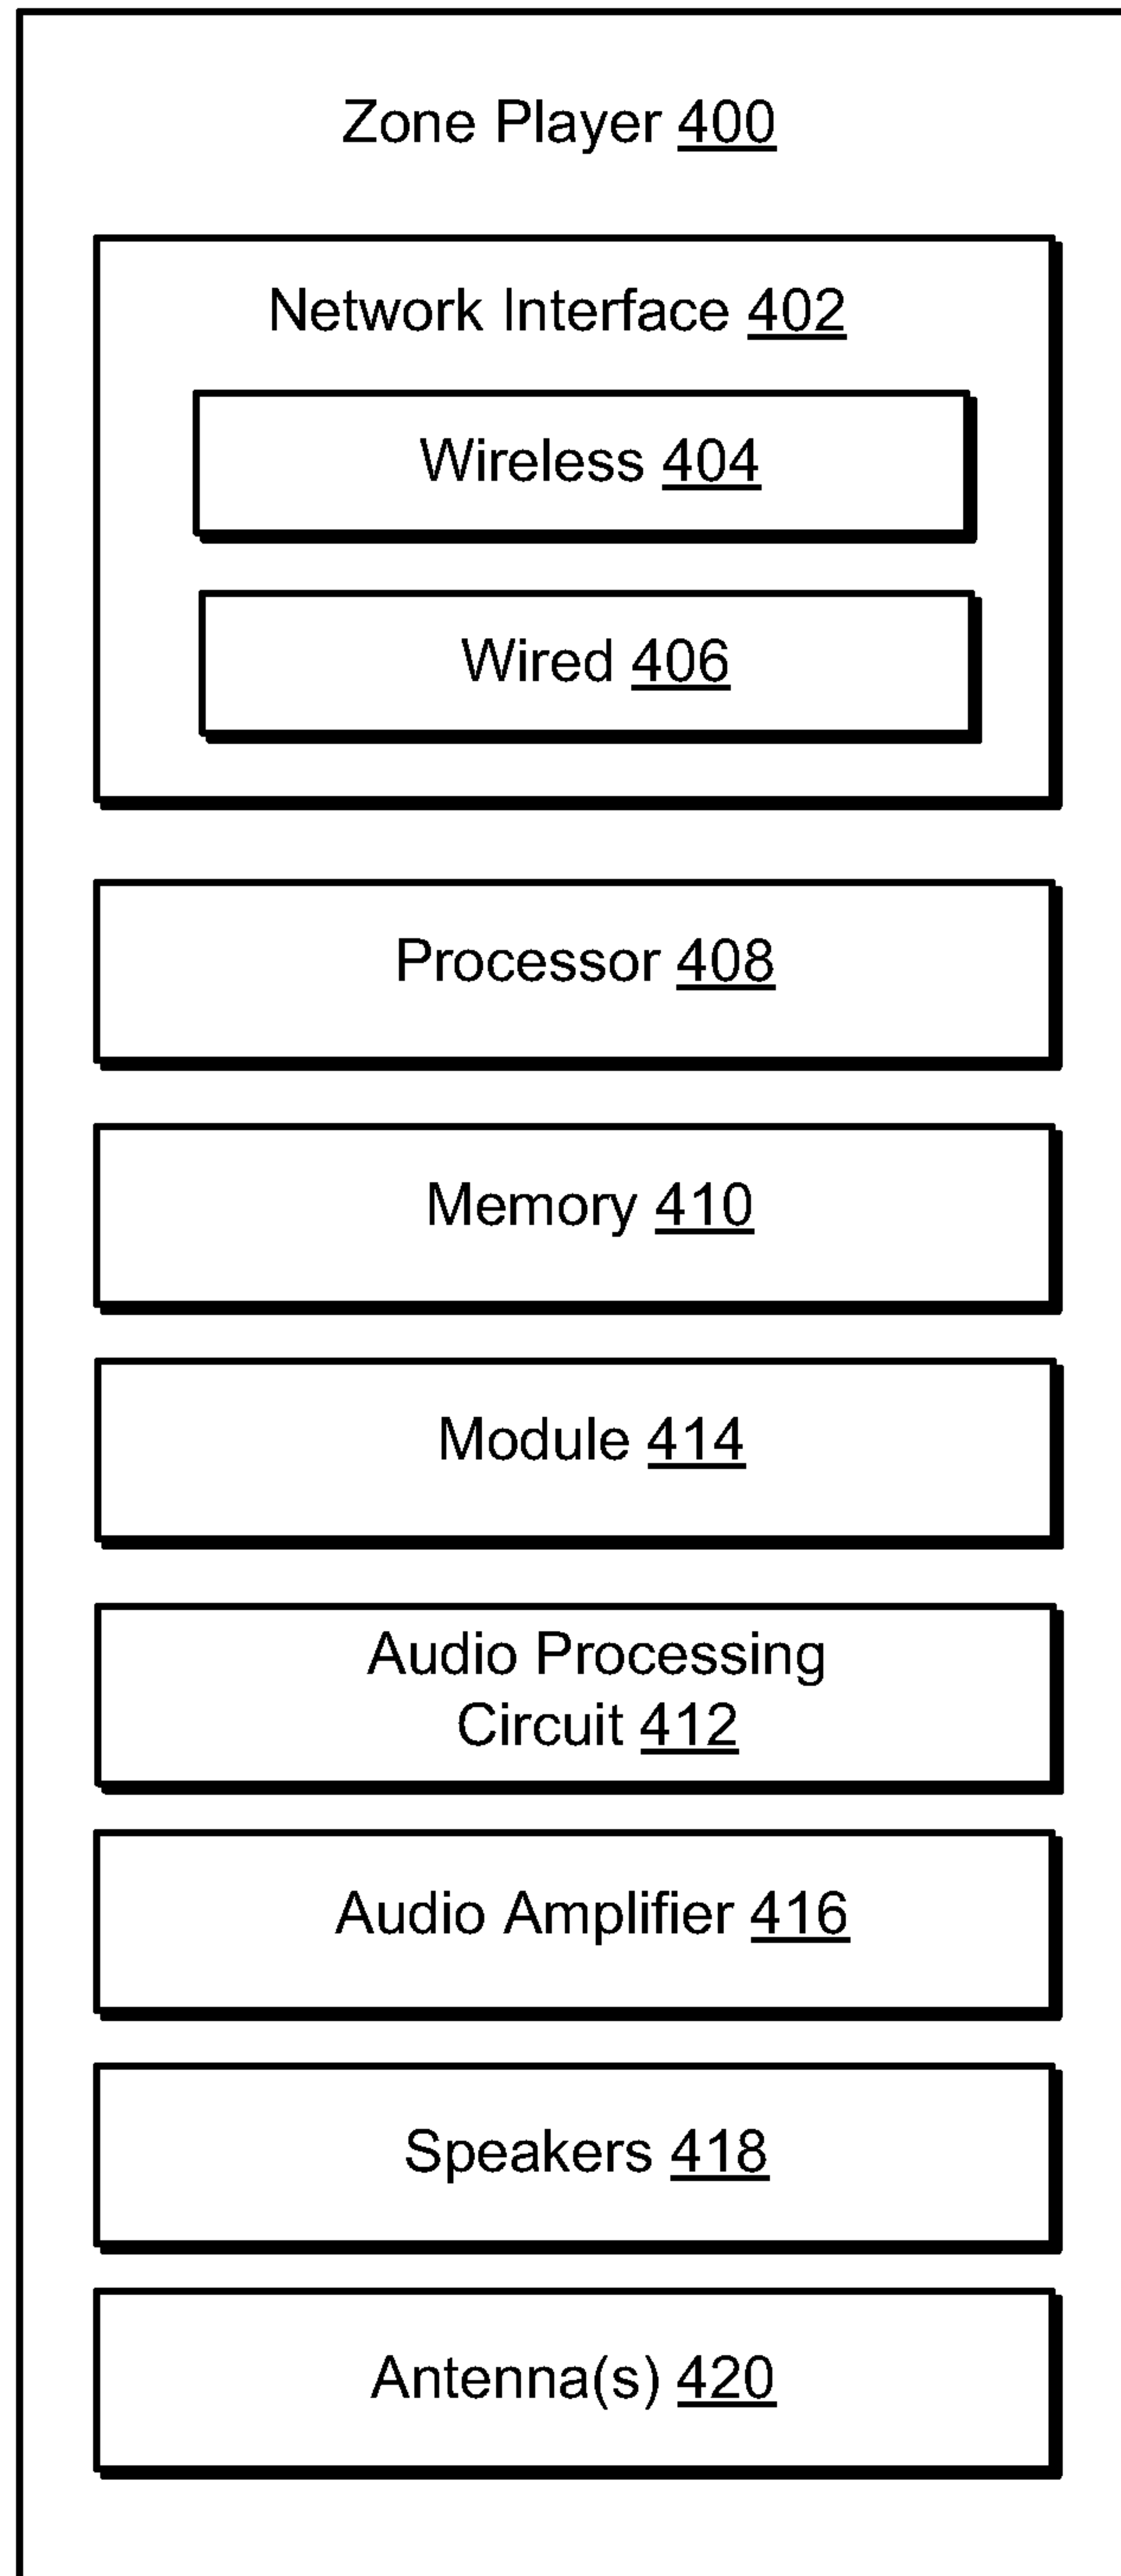 Zone Player 400
Network Interface 402
Wireless 404
Wired 406
Processor 408
Memory 410
Module 414
Audio Processing
Circuit 412
Audio Amplifier 416
Speakers 418
Antenna(s) 420